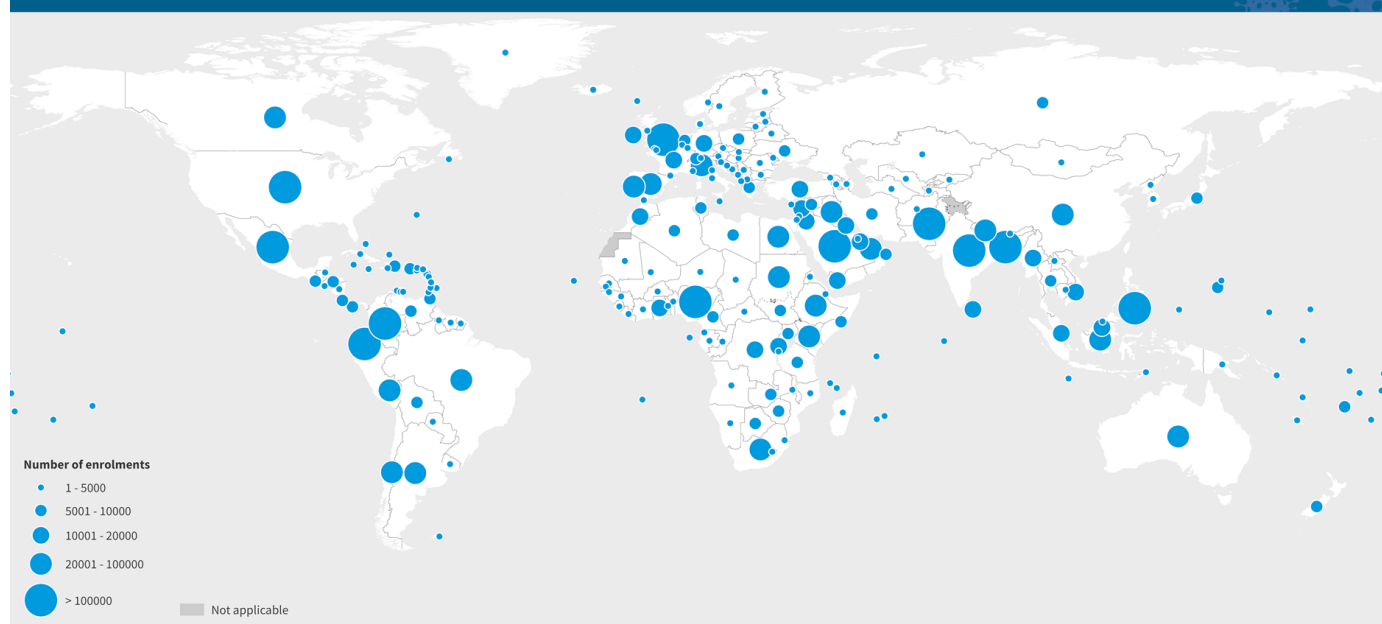 Number of enrolments
1 - 5000
5001 - 10000
10001 - 20000
20001 - 100000
> 100000
Not applicable